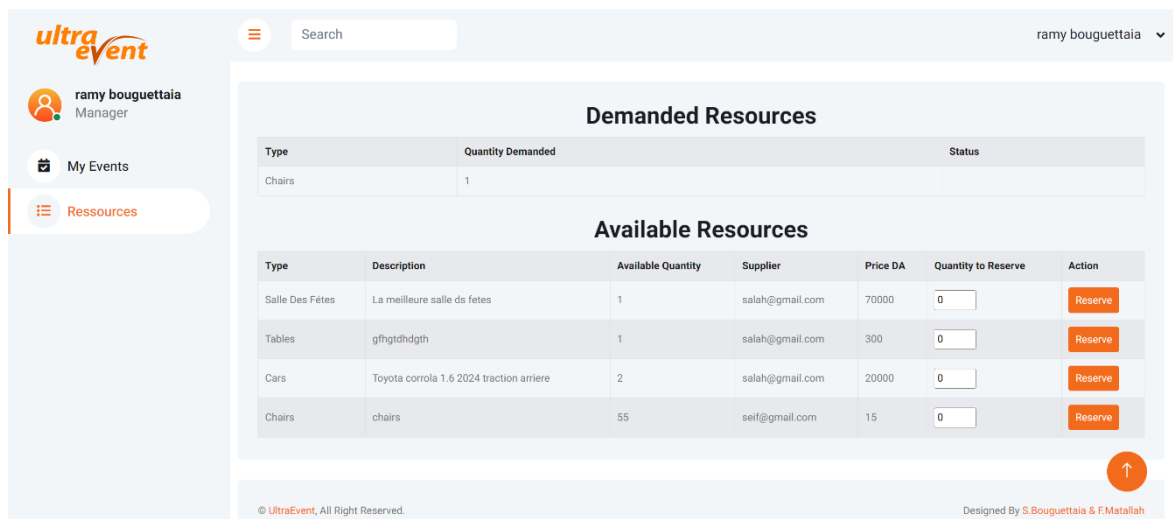 ultra
event
Search
ramy bouguettaia
ramy bouguettaia
Manager
My Events
Ressources
Demanded Resources
Type Quantity Demanded Status
Chairs 1
Available Resources
Type Description Available Quantity Supplier Price DA Quantity to Reserve Action
Salle Des Fétes La meilleure salle ds fetes 1 salah@gmail.com 70000 0 Reserve
Tables gfhgtdhdgth 1 salah@gmail.com 300 0 Reserve
Cars Toyota corrola 1.6 2024 traction arriere 2 salah@gmail.com 20000 0 Reserve
Chairs chairs 55 seif@gmail.com 15 0 Reserve
© UltraEvent, All Right Reserved. Designed By S.Bouguettaia & F.Matallah